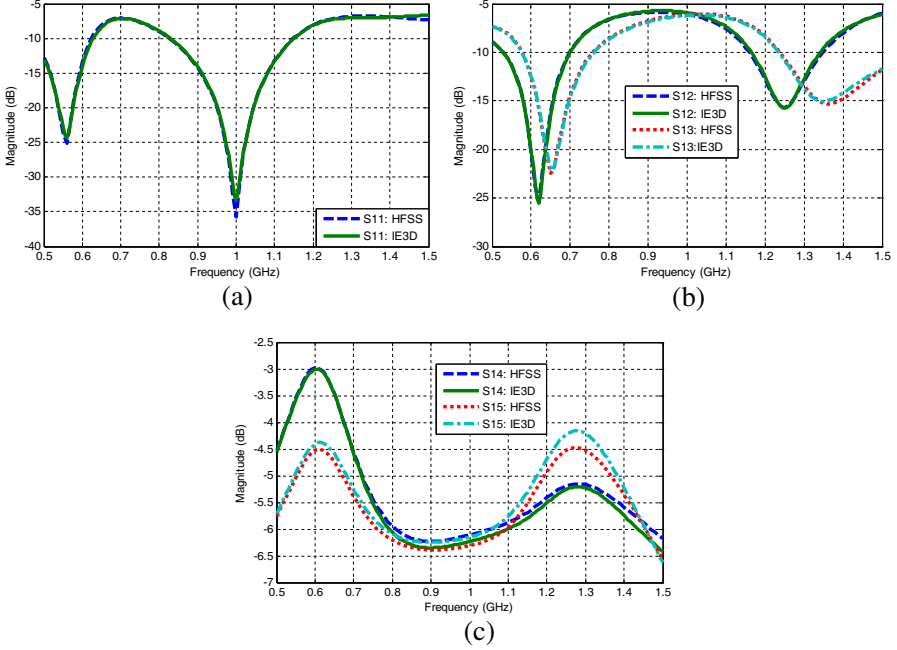 -5
-10
-15
-20
-25
-30
-35
-40
Magnitude (dB)
0.5 0.6 0.7 0.8 0.9 1 1.1 1.2 1.3 1.4 1.5
Frequency (GHz)
S11: HFSS
S11: IE3D
(a)
-5
-10
-15
-20
-25
-30
Magnitude (dB)
0.5 0.6 0.7 0.8 0.9 1 1.1 1.2 1.3 1.4 1.5
Frequency (GHz)
S12: HFSS
S12: IE3D
S13: HFSS
S13:IE3D
(b)
-2.5
-3
-3.5
-4
-4.5
-5
-5.5
-6
-6.5
-7
Magnitude (dB)
0.5 0.6 0.7 0.8 0.9 1 1.1 1.2 1.3 1.4 1.5
Frequency (GHz)
S14: HFSS
S14: IE3D
S15: HFSS
S15: IE3D
(c)